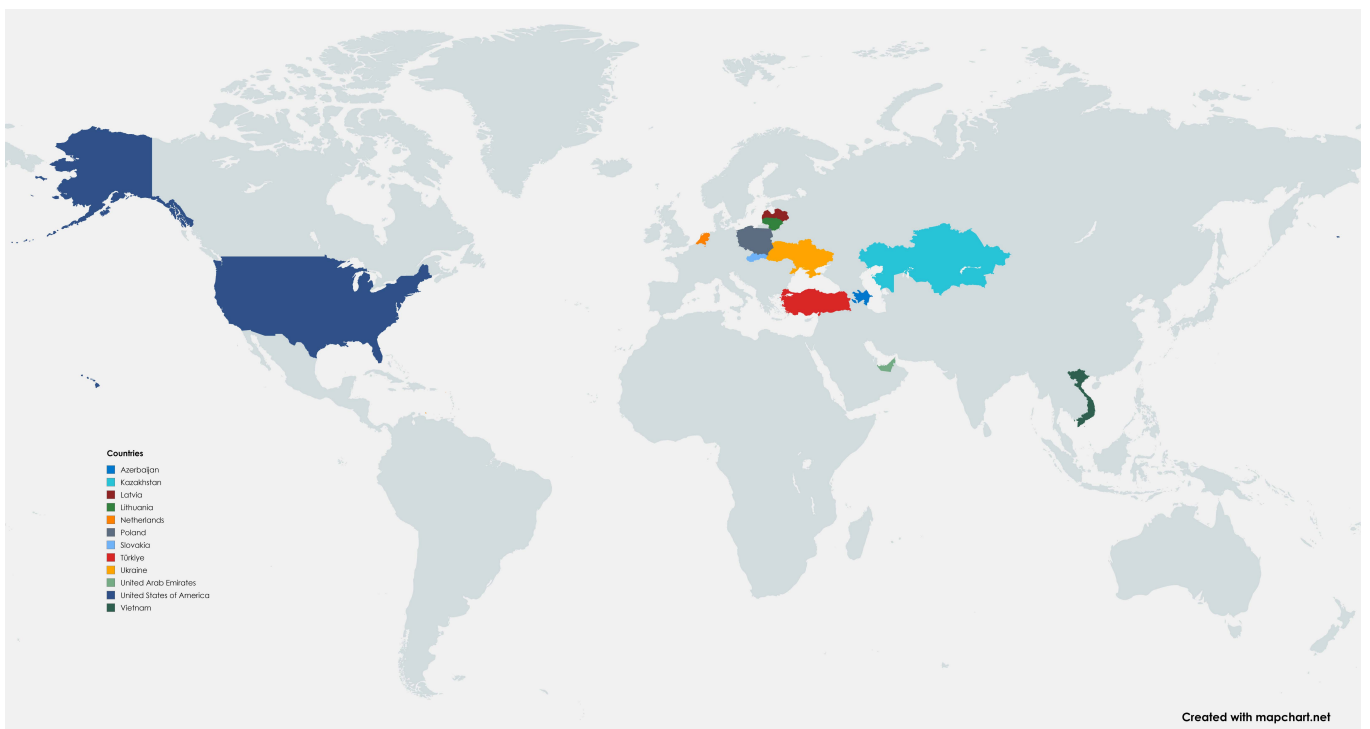 Countries
Azerbaijan
Kazakhstan
Latvia
Lithuania
Netherlands
Poland
Slovakia
Türkiye
Ukraine
United Arab Emirates
United States of America
Vietnam
Created with mapchart.net